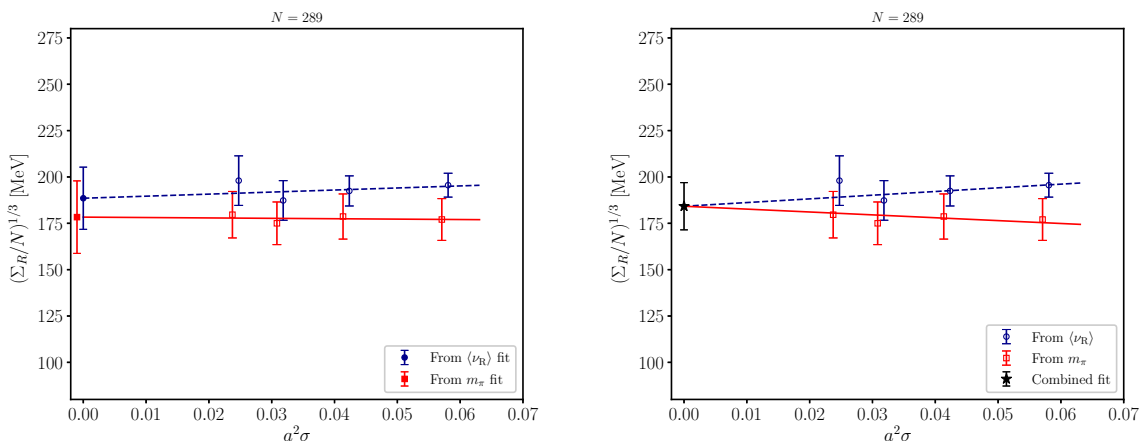 N = 289
275
250
225
200
175
150
125
100
(Σ_R/N)^{1/3} [MeV]
From ⟨ν_R⟩ fit
From m_π fit
0.00 0.01 0.02 0.03 0.04 0.05 0.06 0.07
a²σ
N = 289
275
250
225
200
175
150
125
100
(Σ_R/N)^{1/3} [MeV]
From ⟨ν_R⟩
From m_π
Combined fit
0.00 0.01 0.02 0.03 0.04 0.05 0.06 0.07
a²σ